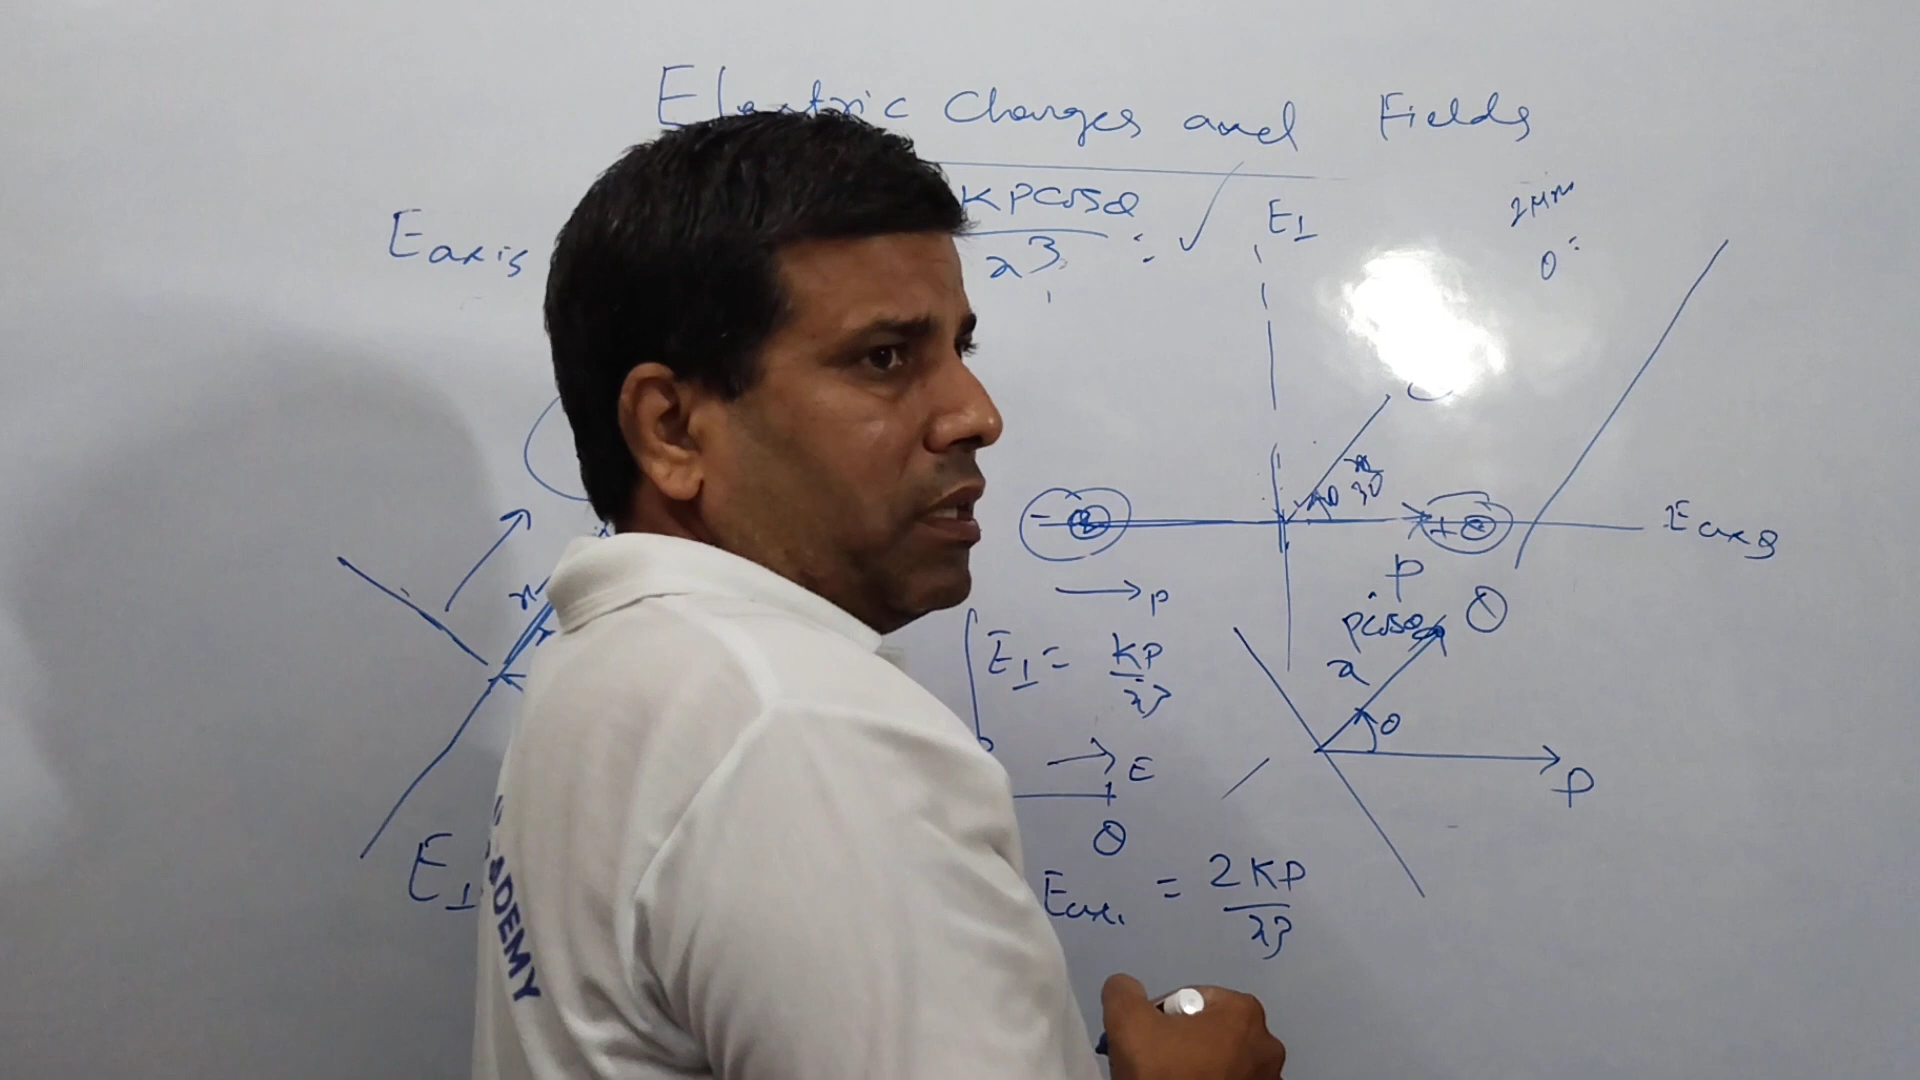 Electric Charges and Fields
Eaxis KPCosθ / r3 :
E⊥
θ
Eaxis
P
→ P
PCosθ
E⊥ = KP / r3
r
θ
→ E
P
θ
E⊥
Eaxi. = 2KP / r3
ADEMY